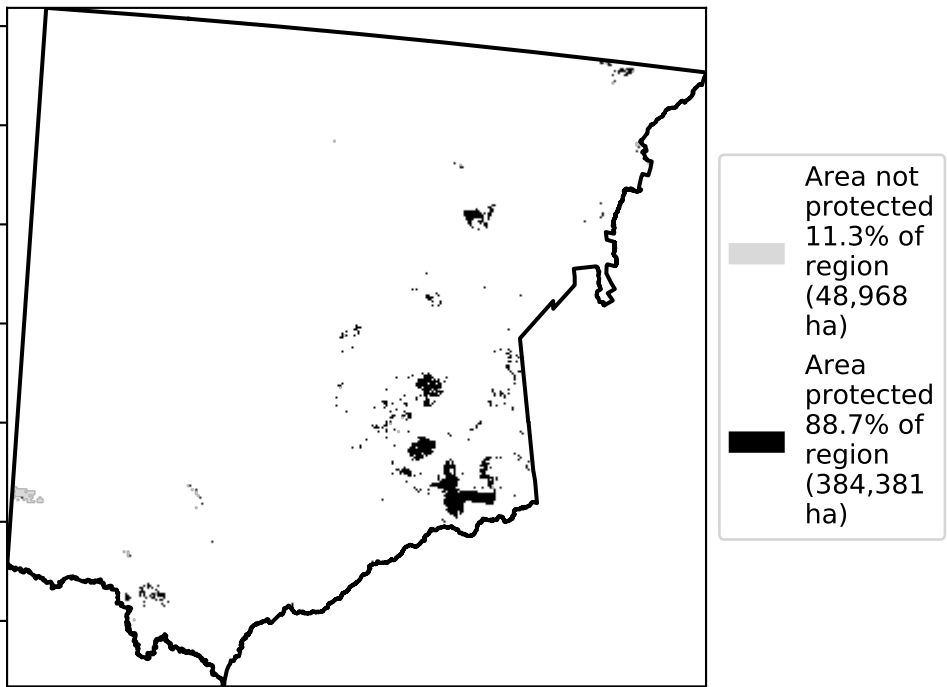 Area not
protected
11.3% of
region
(48,968
ha)
Area
protected
88.7% of
region
(384,381
ha)